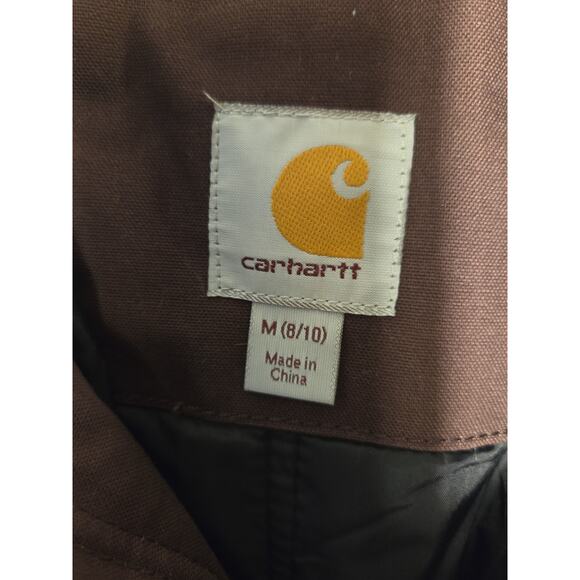 carhartt
M (8/10)
Made in
China